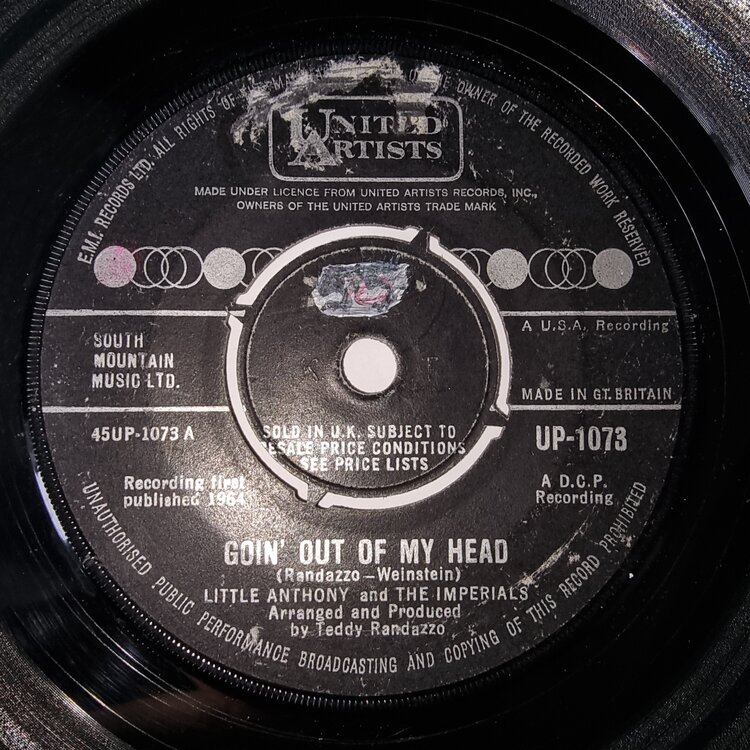 E.M.I. RECORDS LTD. ALL RIGHTS OF THE MA OWNER OF THE RECORDED WORK RESERVED
UNITED
ARTISTS
MADE UNDER LICENCE FROM UNITED ARTISTS RECORDS, INC.,
OWNERS OF THE UNITED ARTISTS TRADE MARK
SOUTH
MOUNTAIN
MUSIC LTD.
A U.S.A. Recording
MADE IN GT. BRITAIN
45UP-1073 A
SOLD IN U.K. SUBJECT TO
RESALE PRICE CONDITIONS
SEE PRICE LISTS
UP-1073
Recording first
published 1964
A D.C.P.
Recording
GOIN' OUT OF MY HEAD
(Randazzo—Weinstein)
LITTLE ANTHONY and THE IMPERIALS
Arranged and Produced
by Teddy Randazzo
UNAUTHORISED PUBLIC PERFORMANCE BROADCASTING AND COPYING OF THIS RECORD PROHIBITED